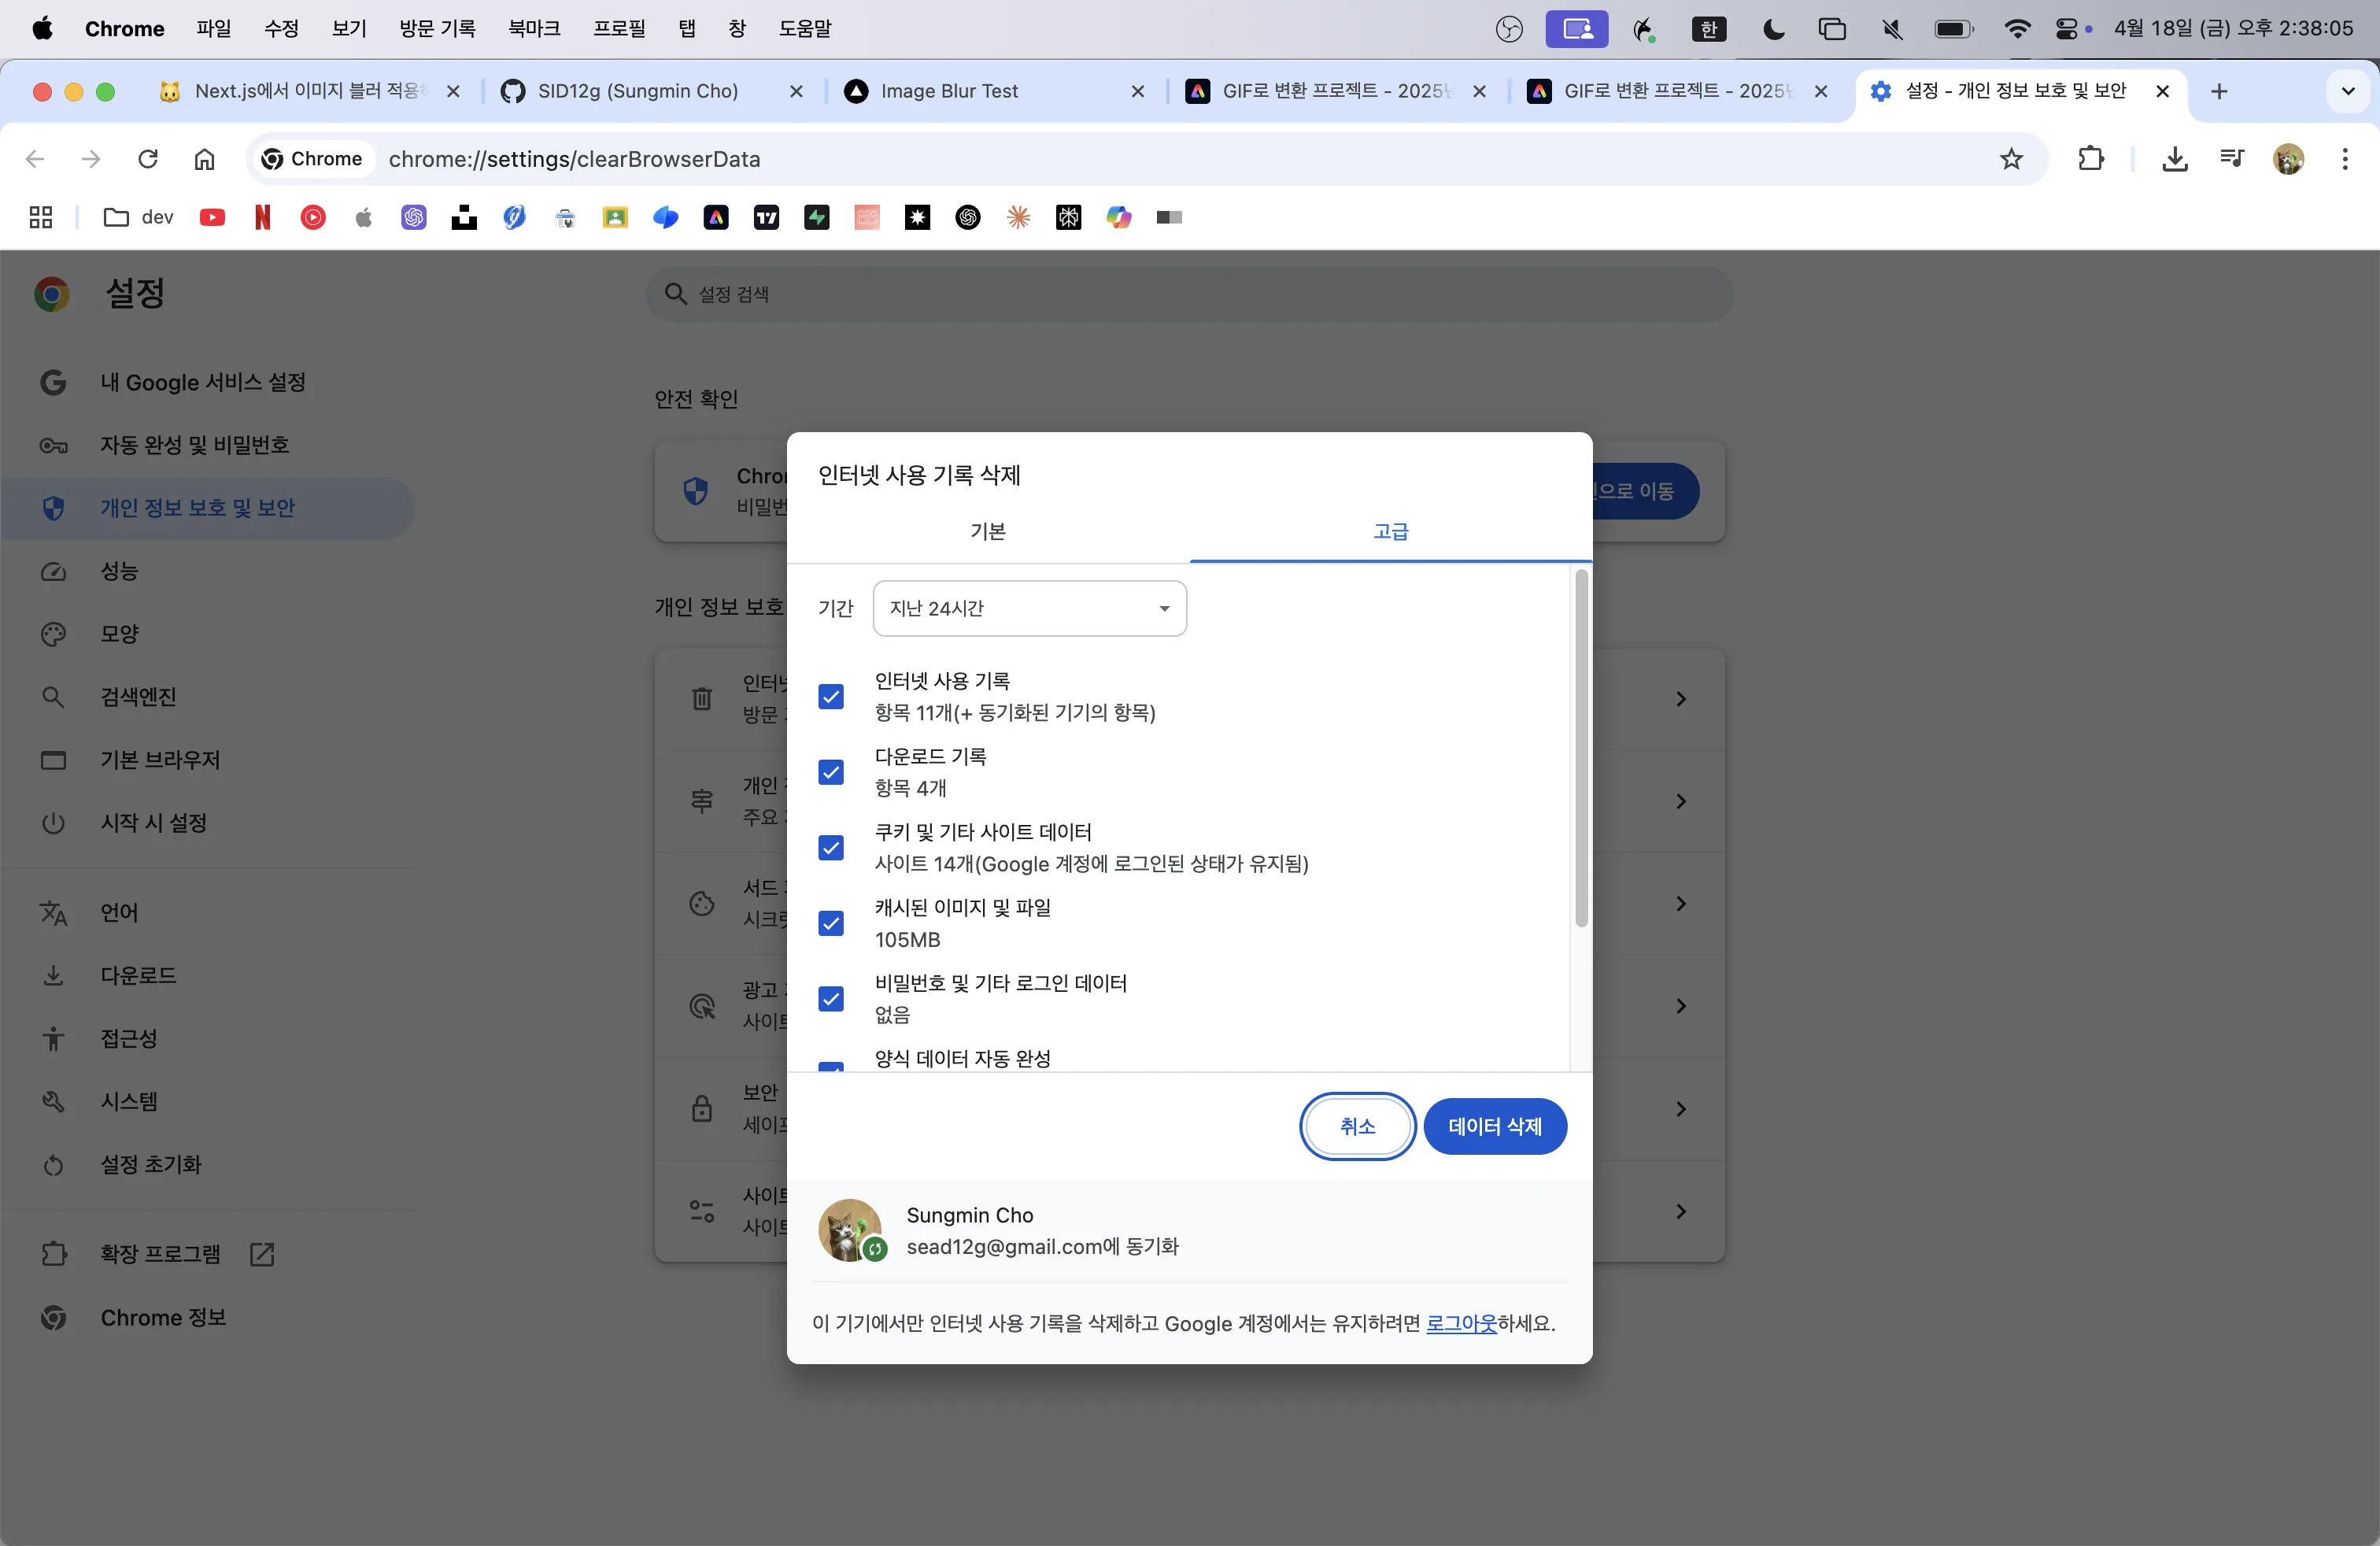 Chrome 파일 수정 보기 방문 기록 북마크 프로필 탭 창 도움말 한 4월 18일 (금) 오후 2:38:05
Next.js에서 이미지 블러 적용 SID12g (Sungmin Cho) Image Blur Test GIF로 변환 프로젝트 - 2025 GIF로 변환 프로젝트 - 2025 설정 - 개인 정보 보호 및 보안
Chrome chrome://settings/clearBrowserData
dev
설정
설정 검색
내 Google 서비스 설정
자동 완성 및 비밀번호
개인 정보 보호 및 보안
성능
모양
검색엔진
기본 브라우저
시작 시 설정
언어
다운로드
접근성
시스템
설정 초기화
확장 프로그램
Chrome 정보
안전 확인
으로 이동
개인 정보 보호
방문
개인
주요
서드
광고
보안
인터넷 사용 기록 삭제
기본 고급
기간 지난 24시간
인터넷 사용 기록
항목 11개(+ 동기화된 기기의 항목)
다운로드 기록
항목 4개
쿠키 및 기타 사이트 데이터
사이트 14개(Google 계정에 로그인된 상태가 유지됨)
캐시된 이미지 및 파일
105MB
비밀번호 및 기타 로그인 데이터
없음
양식 데이터 자동 완성
취소 데이터 삭제
Sungmin Cho
sead12g@gmail.com에 동기화
이 기기에서만 인터넷 사용 기록을 삭제하고 Google 계정에서는 유지하려면 로그아웃하세요.